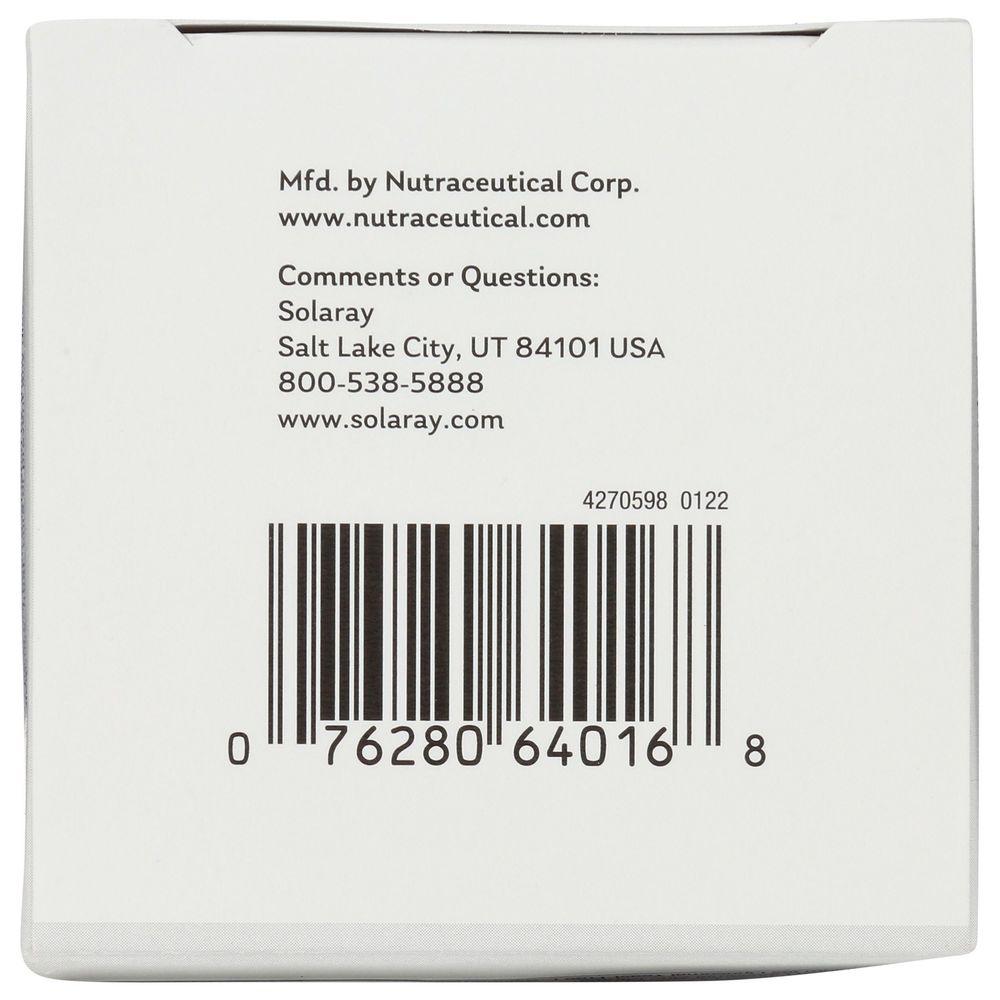 Mfd. by Nutraceutical Corp.
www.nutraceutical.com
Comments or Questions:
Solaray
Salt Lake City, UT 84101 USA
800-538-5888
www.solaray.com
4270598 0122
0 76280 64016 8